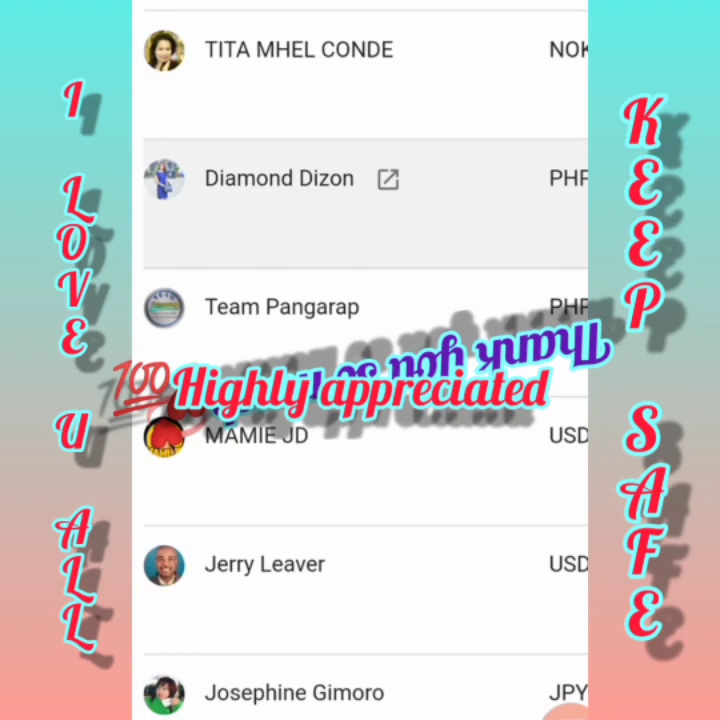 I LOVE U ALL
TITA MHEL CONDE NOK
Diamond Dizon PHP
Team Pangarap PHP
Thank you so
💯Highly appreciated
MAMIE JD USD
Jerry Leaver USD
Josephine Gimoro JPY
KEEP SAFE